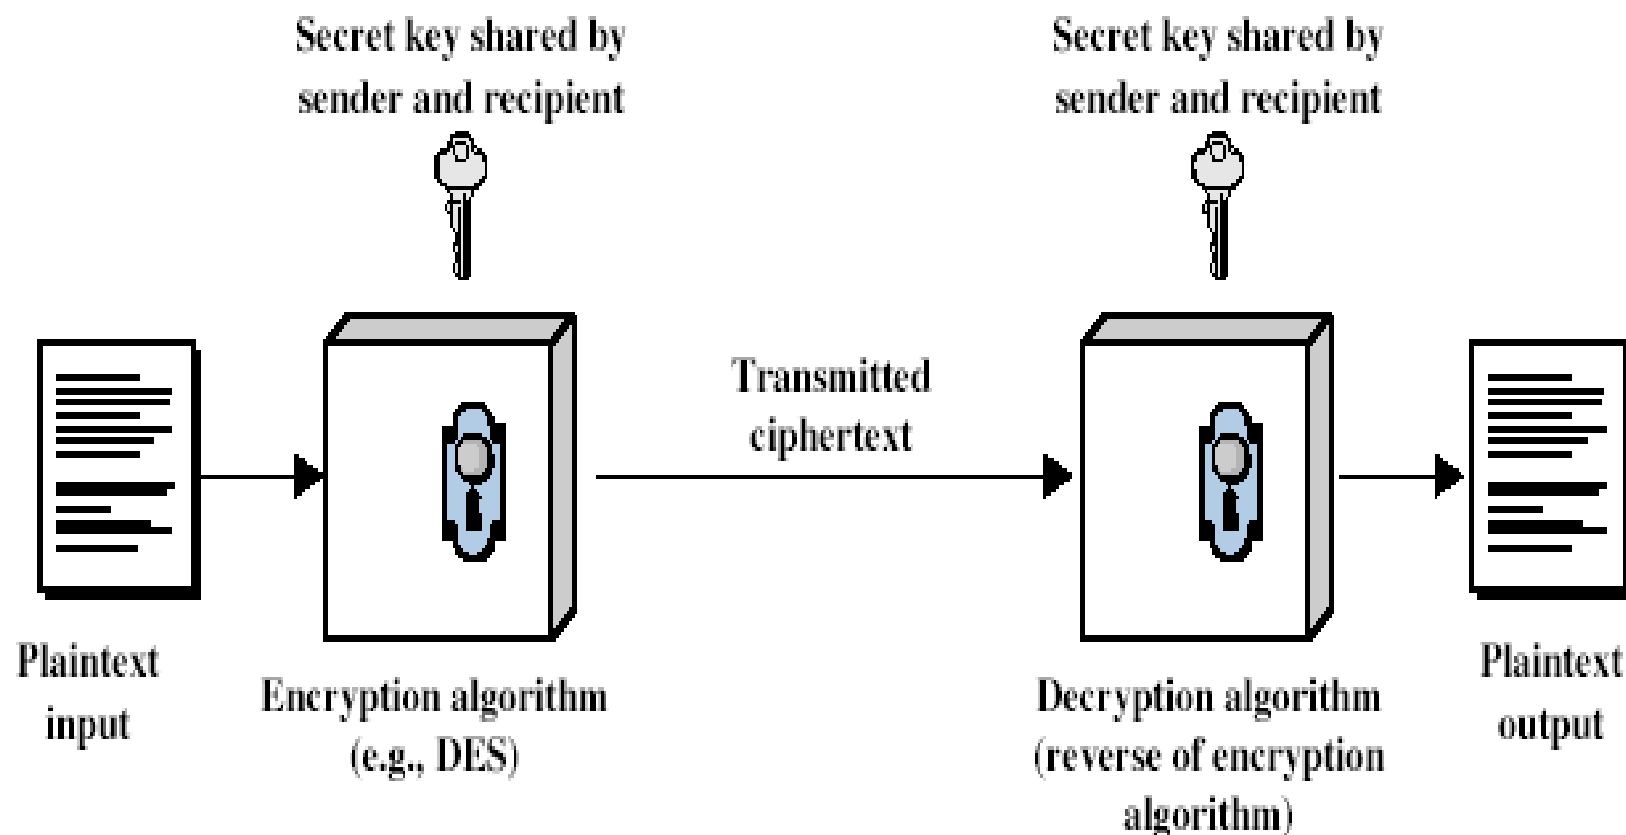 Secret key shared by
sender and recipient
Secret key shared by
sender and recipient
Transmitted
ciphertext
Plaintext
input
Encryption algorithm
(e.g., DES)
Decryption algorithm
(reverse of encryption
algorithm)
Plaintext
output